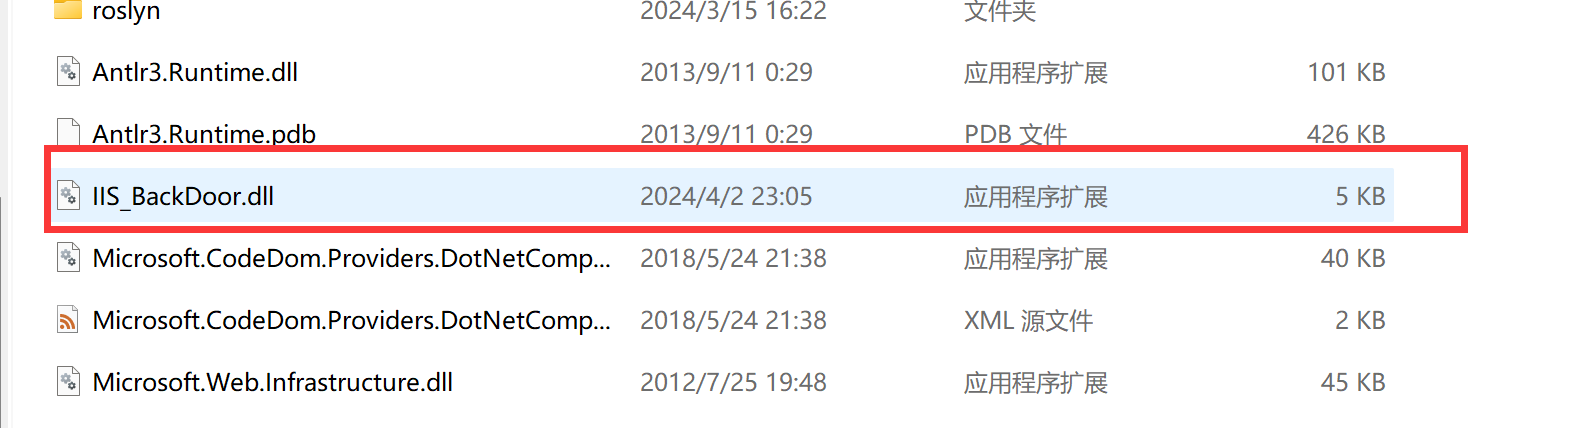 roslyn 2024/3/15 16:22 文件夹
Antlr3.Runtime.dll 2013/9/11 0:29 应用程序扩展 101 KB
Antlr3.Runtime.pdb 2013/9/11 0:29 PDB 文件 426 KB
IIS_BackDoor.dll 2024/4/2 23:05 应用程序扩展 5 KB
Microsoft.CodeDom.Providers.DotNetComp... 2018/5/24 21:38 应用程序扩展 40 KB
Microsoft.CodeDom.Providers.DotNetComp... 2018/5/24 21:38 XML 源文件 2 KB
Microsoft.Web.Infrastructure.dll 2012/7/25 19:48 应用程序扩展 45 KB